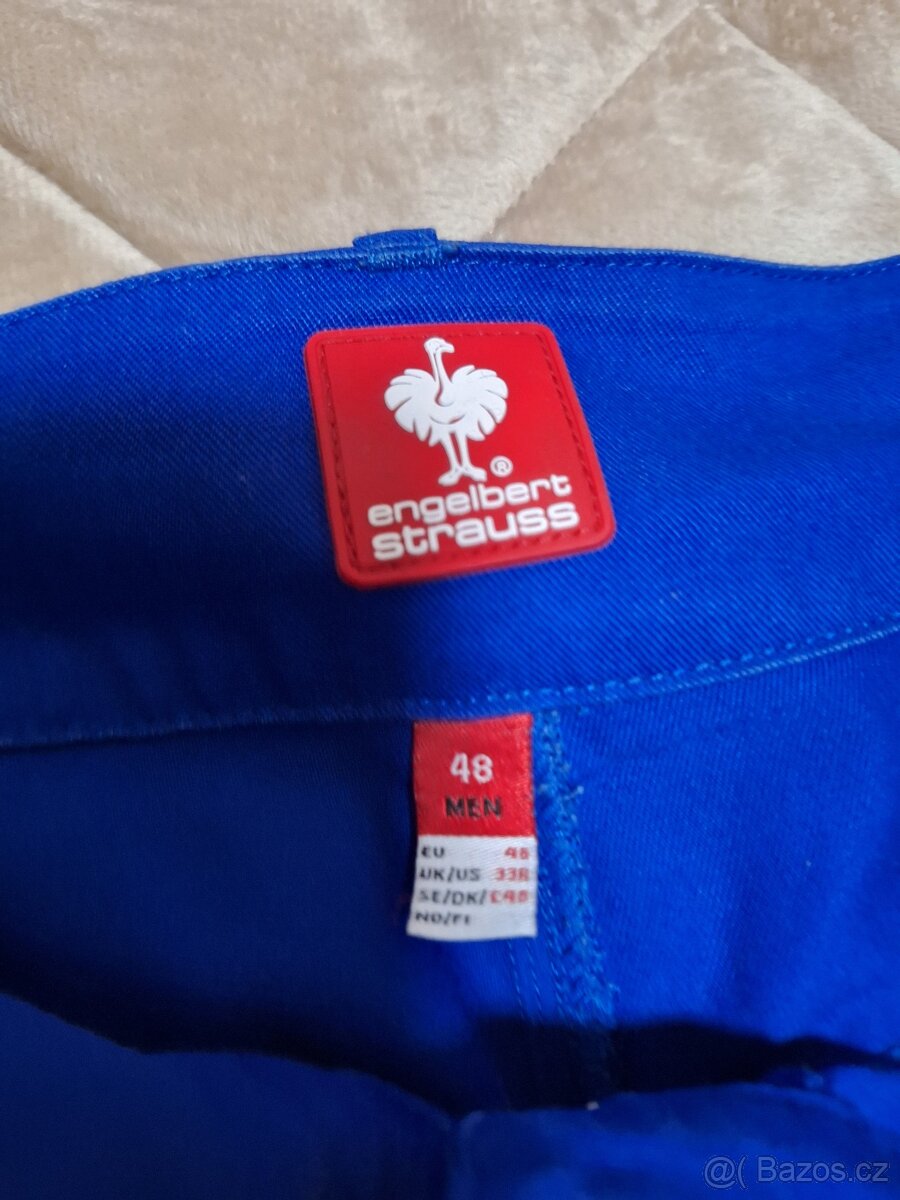 ®
engelbert
strauss
48
MEN
EU 48
UK/US 33R
SE/DK/ C48
NO/FI
@( Bazos.cz